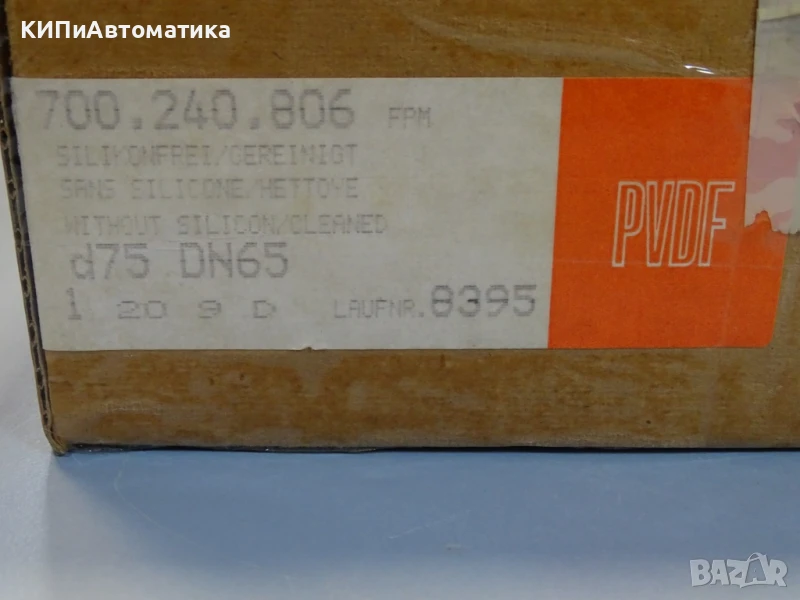 КИПиАвтоматика
700.240.806 FPM
SILIKONFREI/GEREINIGT
SANS SILICONE/NETTOYE
WITHOUT SILICON/CLEANED
d75 DN65
1 20 9 D LAUFNR. 8395
PVDF
BAZAR